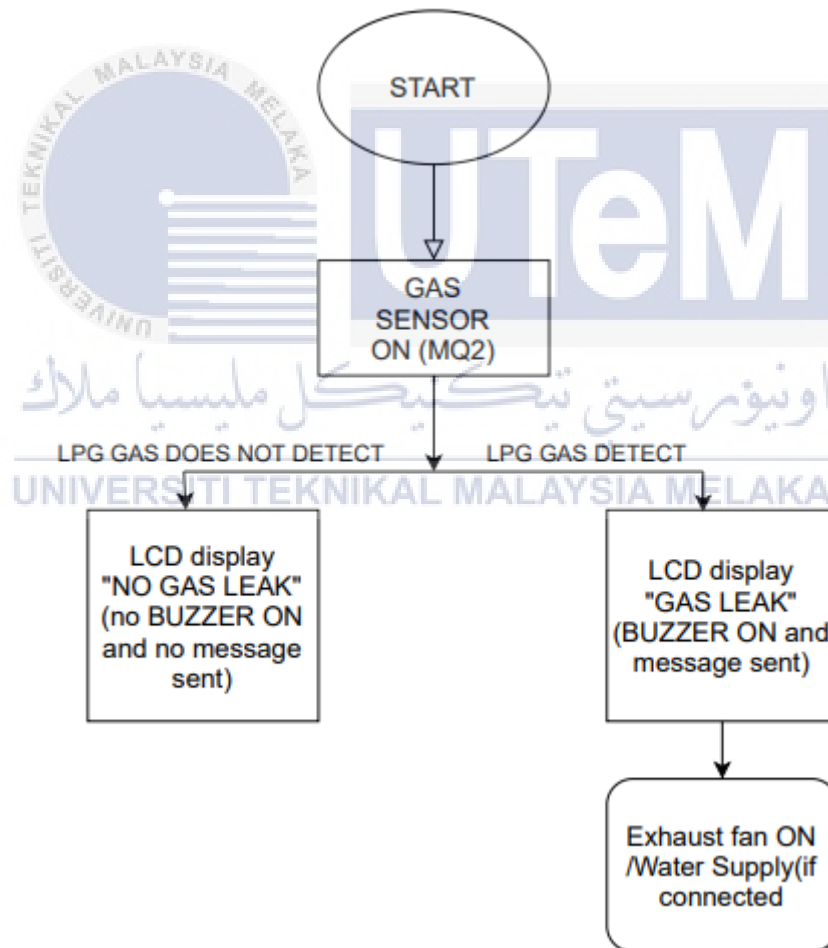 START
UNIVERSITI TEKNIKAL MALAYSIA MELAKA
UTeM
GAS
SENSOR
ON (MQ2)
اونيۏرسيتي تيكنيكل مليسيا ملاك
LPG GAS DOES NOT DETECT
LPG GAS DETECT
UNIVERSITI TEKNIKAL MALAYSIA MELAKA
LCD display
"NO GAS LEAK"
(no BUZZER ON
and no message
sent)
LCD display
"GAS LEAK"
(BUZZER ON and
message sent)
Exhaust fan ON
/Water Supply(if
connected